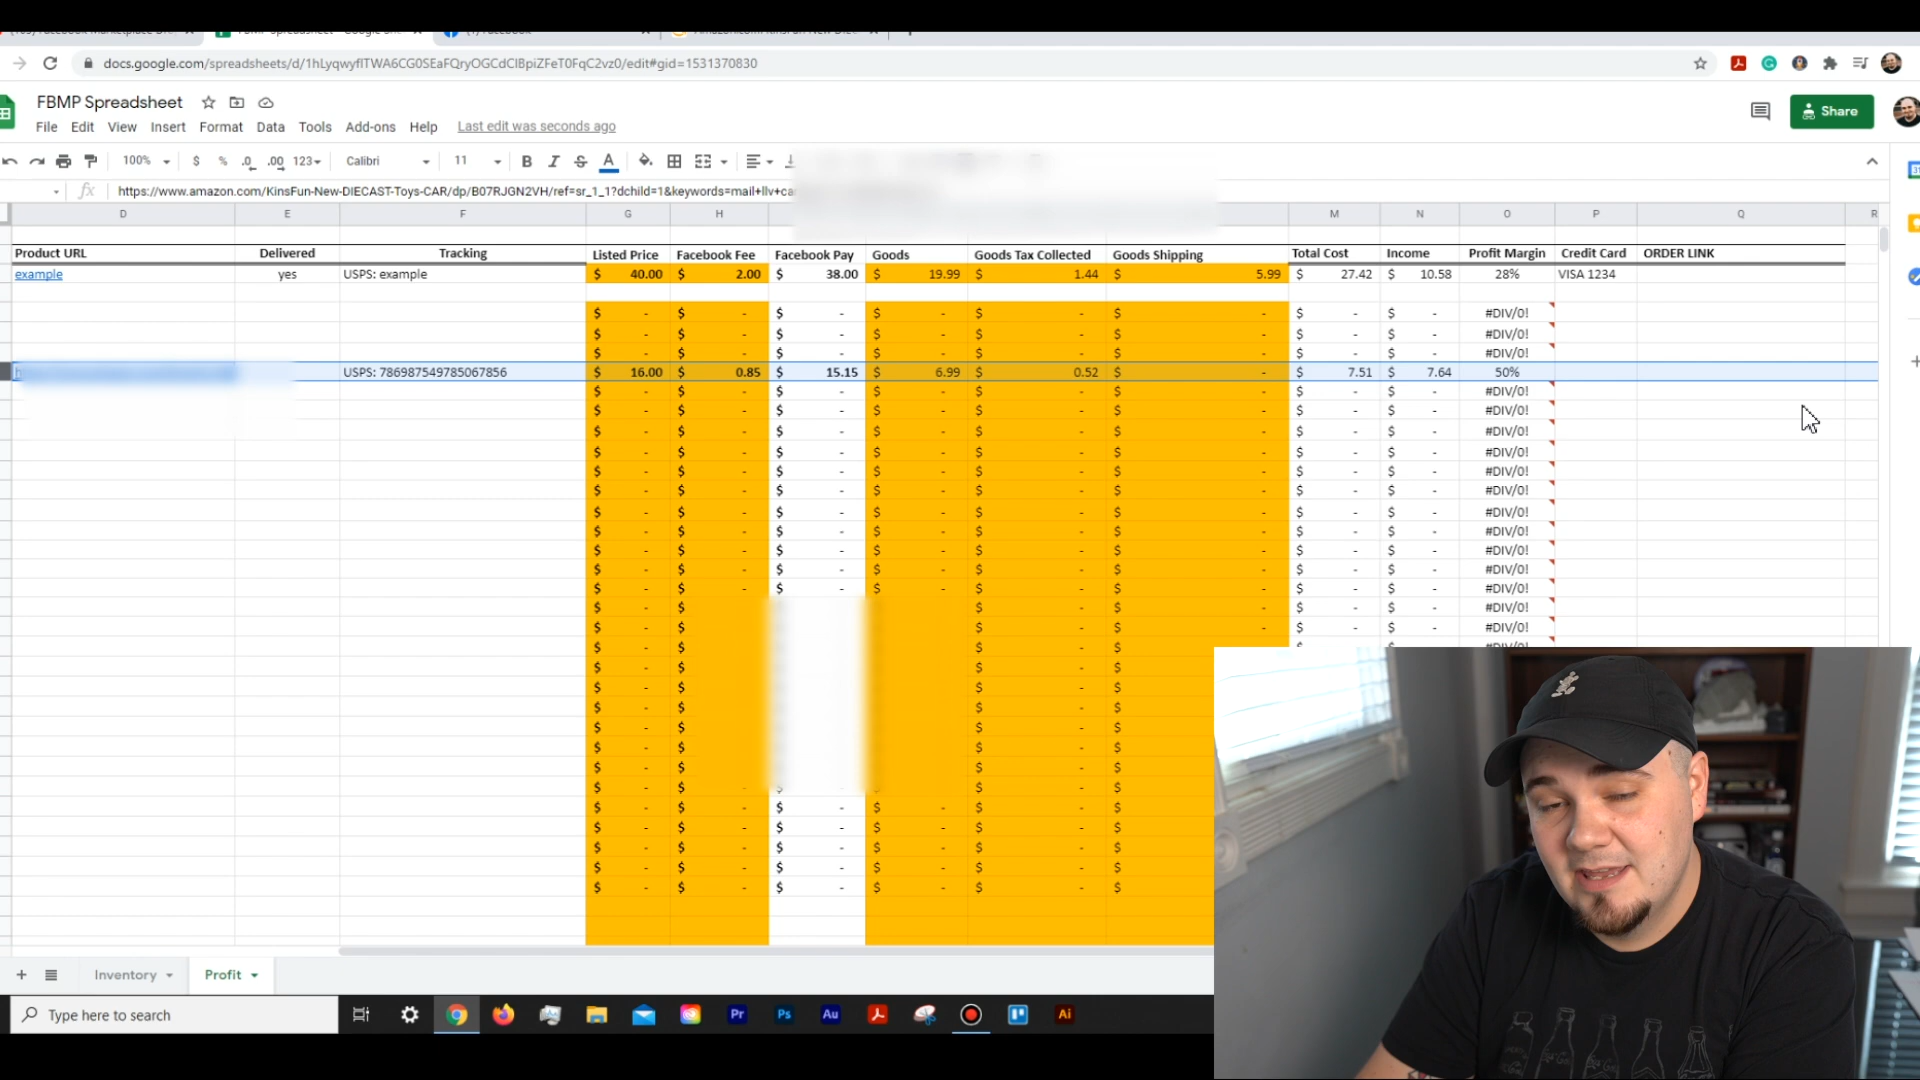 docs.google.com/spreadsheets/d/1hLyqwyflTWA6CG0SEaFQryOGCdClBpiZFeT0FqC2vz0/edit#gid=1531370830
FBMP Spreadsheet
Share
File Edit View Insert Format Data Tools Add-ons Help Last edit was seconds ago
100% $ % .0 .00 123 Calibri 11 B I S A
fx https://www.amazon.com/KinsFun-New-DIECAST-Toys-CAR/dp/B07RJGN2VH/ref=sr_1_1?dchild=1&keywords=mail+llv+ca
D E F G H M N O P Q R
Product URL Delivered Tracking Listed Price Facebook Fee Facebook Pay Goods Goods Tax Collected Goods Shipping Total Cost Income Profit Margin Credit Card ORDER LINK
example yes USPS: example $ 40.00 $ 2.00 $ 38.00 $ 19.99 $ 1.44 $ 5.99 $ 27.42 $ 10.58 28% VISA 1234
$ - $ - $ - $ - $ - $ - $ - $ - #DIV/0!
$ - $ - $ - $ - $ - $ - $ - $ - #DIV/0!
$ - $ - $ - $ - $ - $ - $ - $ - #DIV/0!
USPS: 786987549785067856 $ 16.00 $ 0.85 $ 15.15 $ 6.99 $ 0.52 $ - $ 7.51 $ 7.64 50%
$ - $ - $ - $ - $ - $ - $ - $ - #DIV/0!
$ - $ - $ - $ - $ - $ - $ - $ - #DIV/0!
$ - $ - $ - $ - $ - $ - $ - $ - #DIV/0!
$ - $ - $ - $ - $ - $ - $ - $ - #DIV/0!
$ - $ - $ - $ - $ - $ - $ - $ - #DIV/0!
$ - $ - $ - $ - $ - $ - $ - $ - #DIV/0!
$ - $ - $ - $ - $ - $ - $ - $ - #DIV/0!
$ - $ - $ - $ - $ - $ - $ - $ - #DIV/0!
$ - $ - $ - $ - $ - $ - $ - $ - #DIV/0!
$ - $ - $ - $ - $ - $ - $ - $ - #DIV/0!
$ - $ - $ - $ - $ - $ - $ - $ - #DIV/0!
$ - $ $ - $ - $ - $ - #DIV/0!
$ - $ $ - $ - $ - $ - #DIV/0!
$ - $ $ - $
$ - $ $ - $
$ - $ $ - $
$ - $ $ - $
$ - $ $ - $
$ - $ $ - $
$ - $ $ - $
$ - $ $ - $
$ - $ - $ - $ - $ - $
$ - $ - $ - $ - $ - $
$ - $ - $ - $ - $ - $
$ - $ - $ - $ - $ - $
$ - $ - $ - $ - $ - $
Inventory Profit
Type here to search Pr Ps Au Ai